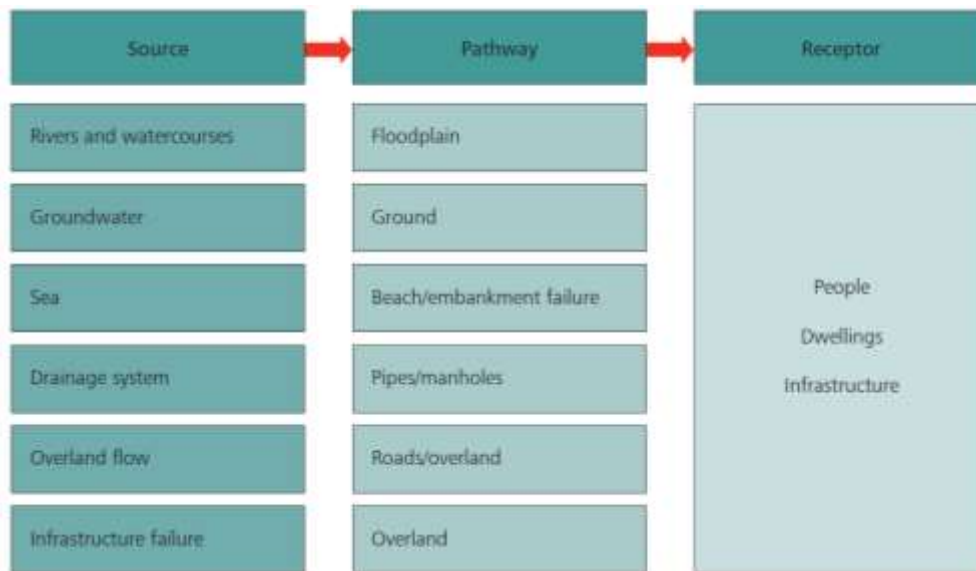 Source
Pathway
Receptor
Rivers and watercourses
Floodplain
Groundwater
Ground
Sea
Beach/embankment failure
Drainage system
Pipes/manholes
Overland flow
Roads/overland
Infrastructure failure
Overland
People
Dwellings
Infrastructure